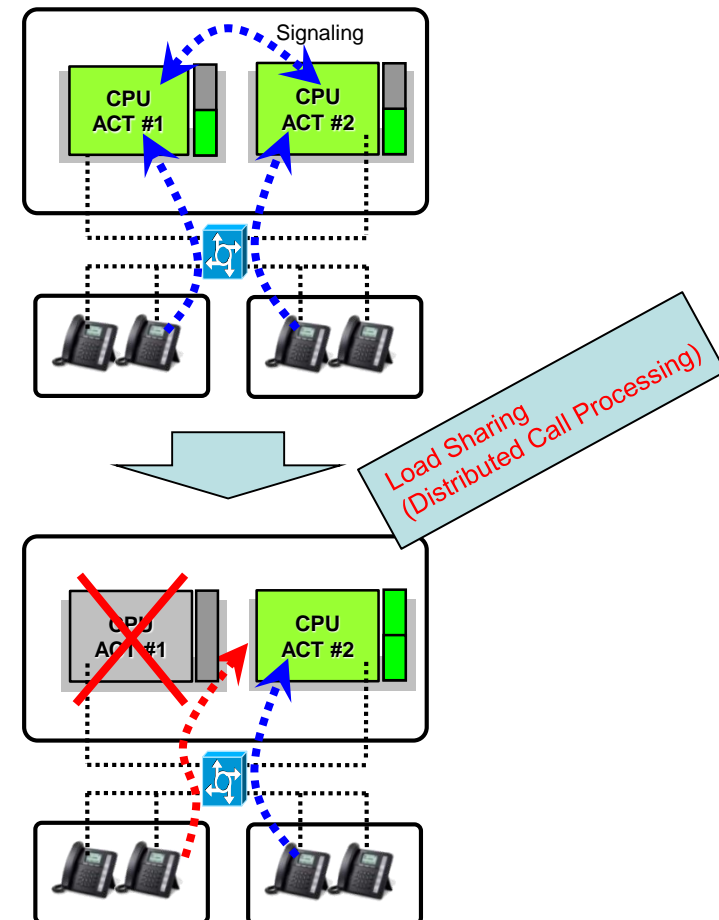 Signaling
CPU
ACT #1
CPU
ACT #2
Load Sharing
(Distributed Call Processing)
CPU
ACT #1
CPU
ACT #2